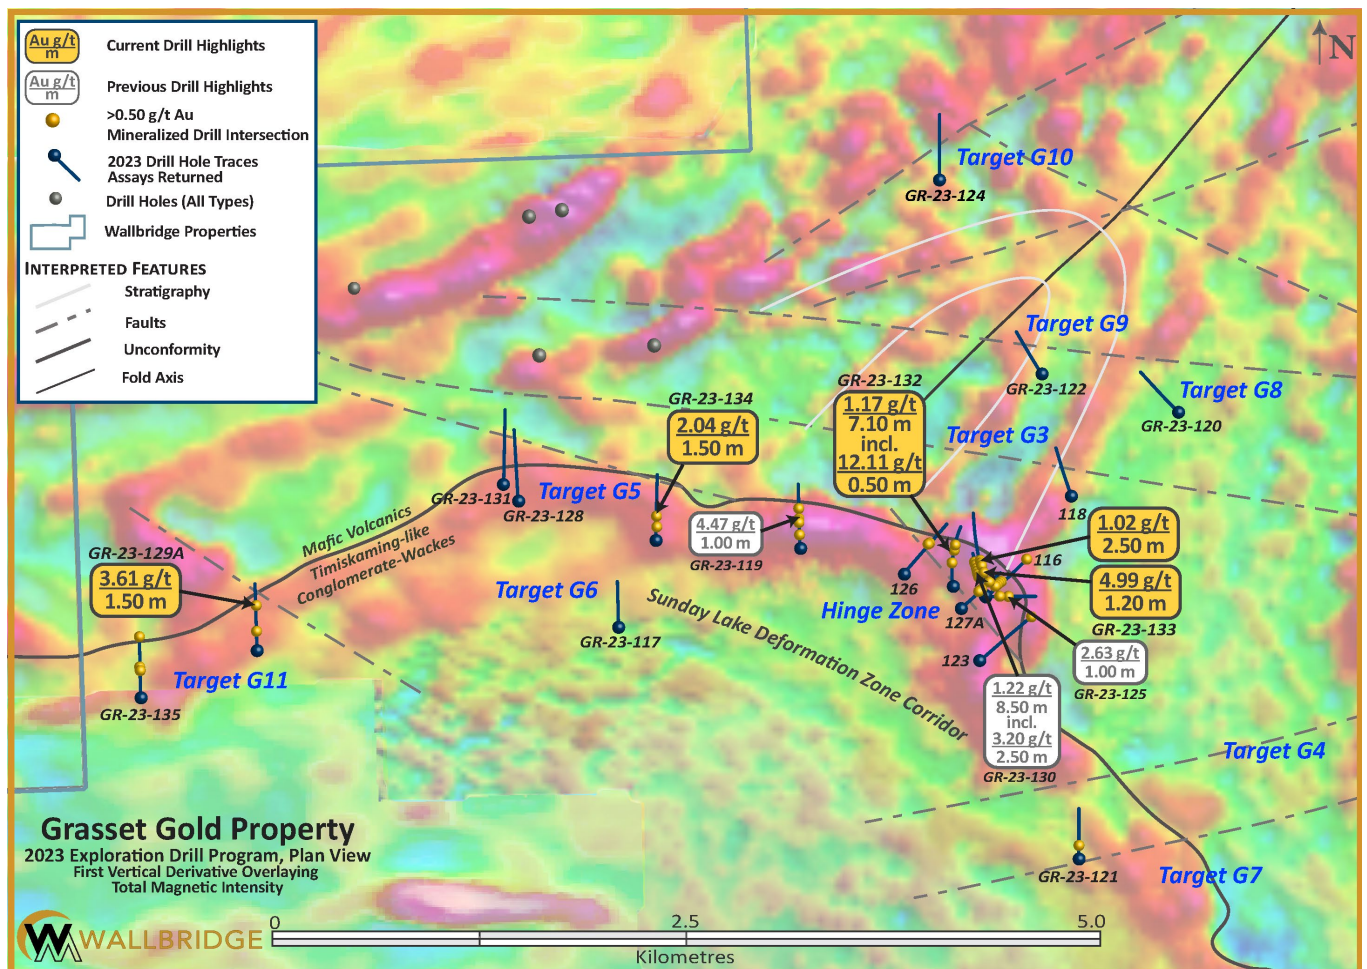 Au g/t
m
Current Drill Highlights
Au g/t
m
Previous Drill Highlights
>0.50 g/t Au
Mineralized Drill Intersection
2023 Drill Hole Traces
Assays Returned
Drill Holes (All Types)
Wallbridge Properties
INTERPRETED FEATURES
Stratigraphy
Faults
Unconformity
Fold Axis
N
Target G10
GR-23-124
Target G9
GR-23-122
Target G8
GR-23-120
GR-23-132
1.17 g/t
7.10 m
incl.
12.11 g/t
0.50 m
Target G3
118
GR-23-134
2.04 g/t
1.50 m
GR-23-131
Target G5
GR-23-128
4.47 g/t
1.00 m
GR-23-119
Mafic Volcanics
Timiskaming-like
Conglomerate-Wackes
1.02 g/t
2.50 m
116
4.99 g/t
1.20 m
GR-23-133
126
Hinge Zone
127A
123
2.63 g/t
1.00 m
GR-23-125
1.22 g/t
8.50 m
incl.
3.20 g/t
2.50 m
GR-23-130
GR-23-129A
3.61 g/t
1.50 m
Target G6
GR-23-117
Sunday Lake Deformation Zone Corridor
Target G11
GR-23-135
Target G4
GR-23-121
Target G7
Grasset Gold Property
2023 Exploration Drill Program, Plan View
First Vertical Derivative Overlaying
Total Magnetic Intensity
WALLBRIDGE
0
2.5
5.0
Kilometres